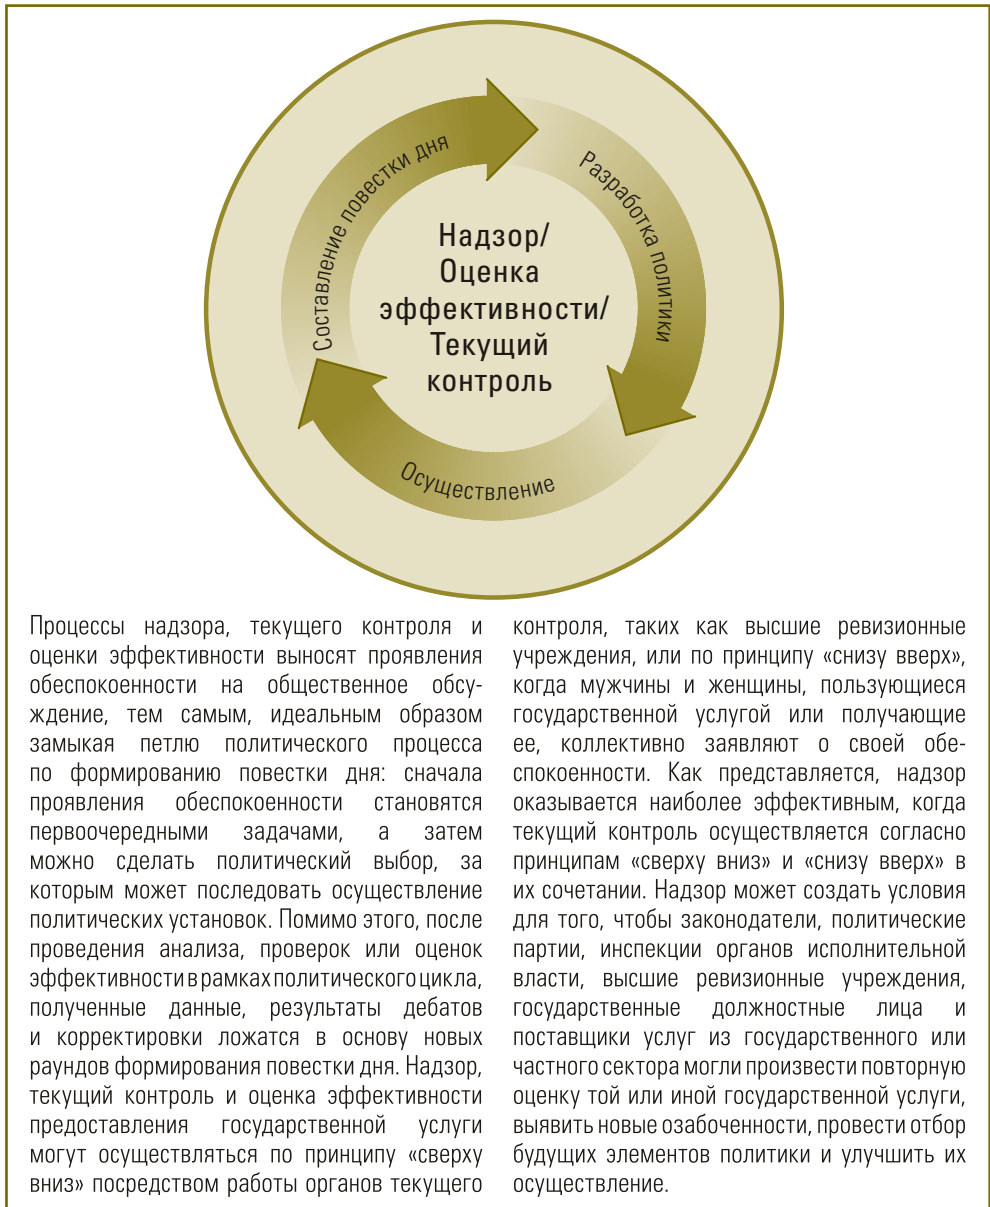 Составление повестки дня
Разработка политики
Осуществление
Надзор/
Оценка
эффективности/
Текущий
контроль
Процессы надзора, текущего контроля и
оценки эффективности выносят проявления
обеспокоенности на общественное обсу-
ждение, тем самым, идеальным образом
замыкая петлю политического процесса
по формированию повестки дня: сначала
проявления обеспокоенности становятся
первоочередными задачами, а затем
можно сделать политический выбор, за
которым может последовать осуществление
политических установок. Помимо этого, после
проведения анализа, проверок или оценок
эффективности в рамках политического цикла,
полученные данные, результаты дебатов
и корректировки ложатся в основу новых
раундов формирования повестки дня. Надзор,
текущий контроль и оценка эффективности
предоставления государственной услуги
могут осуществляться по принципу «сверху
вниз» посредством работы органов текущего
контроля, таких как высшие ревизионные
учреждения, или по принципу «снизу вверх»,
когда мужчины и женщины, пользующиеся
государственной услугой или получающие
ее, коллективно заявляют о своей обе-
спокоенности. Как представляется, надзор
оказывается наиболее эффективным, когда
текущий контроль осуществляется согласно
принципам «сверху вниз» и «снизу вверх» в
их сочетании. Надзор может создать условия
для того, чтобы законодатели, политические
партии, инспекции органов исполнительной
власти, высшие ревизионные учреждения,
государственные должностные лица и
поставщики услуг из государственного или
частного сектора могли произвести повторную
оценку той или иной государственной услуги,
выявить новые озабоченности, провести отбор
будущих элементов политики и улучшить их
осуществление.